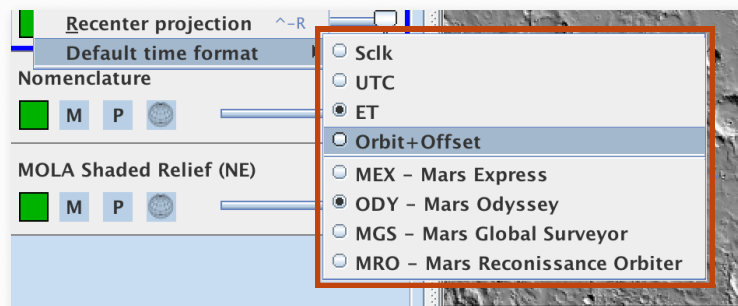 Recenter projection ^-R
Default time format
Sclk
UTC
ET
Orbit+Offset
MEX - Mars Express
ODY - Mars Odyssey
MGS - Mars Global Surveyor
MRO - Mars Reconissance Orbiter
Nomenclature
M P
MOLA Shaded Relief (NE)
M P